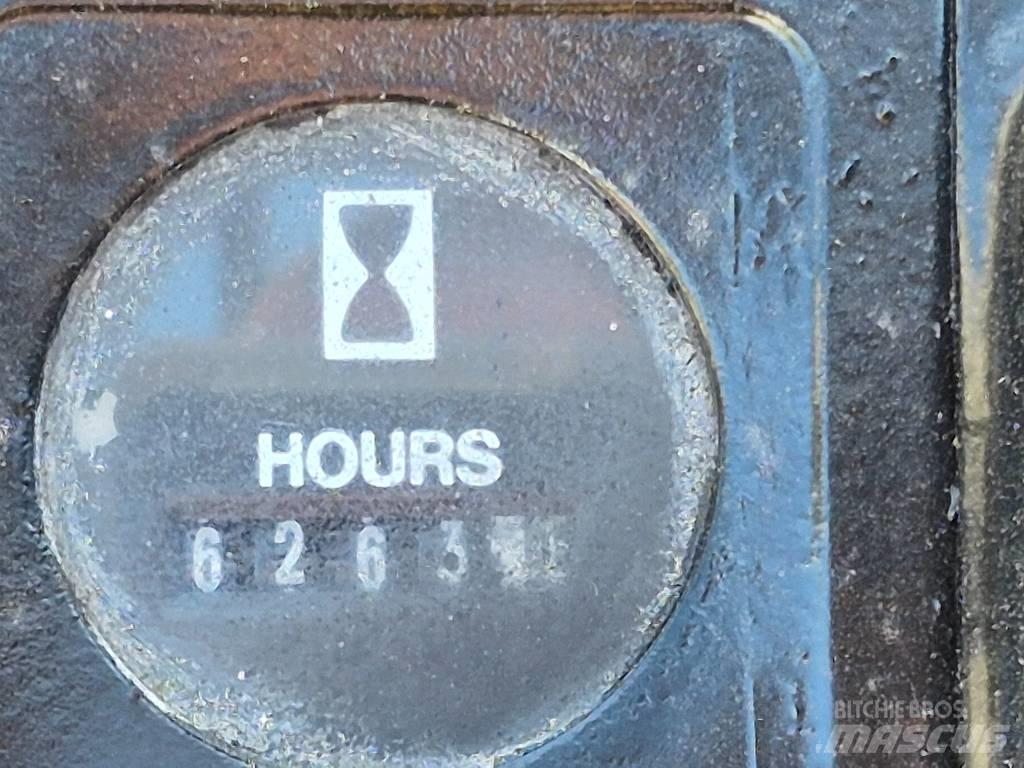 HOURS
6263
RITCHIE BROS.
MASCUS